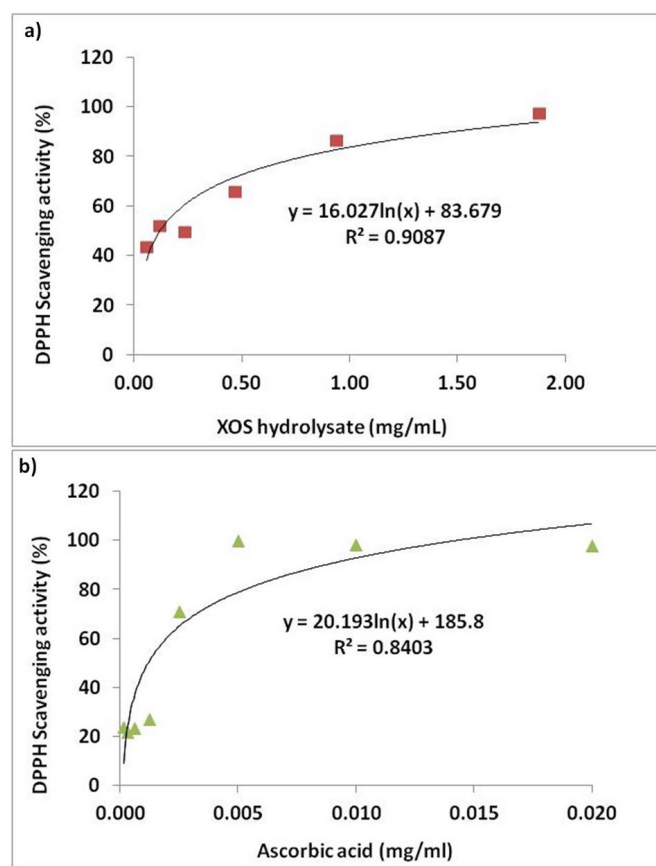 a)
120
100
80
60
40
20
0
DPPH Scavenging activity (%)
y = 16.027ln(x) + 83.679
R² = 0.9087
0.00 0.50 1.00 1.50 2.00
XOS hydrolysate (mg/mL)
b)
120
100
80
60
40
20
0
DPPH Scavenging activity (%)
y = 20.193ln(x) + 185.8
R² = 0.8403
0.000 0.005 0.010 0.015 0.020
Ascorbic acid (mg/ml)